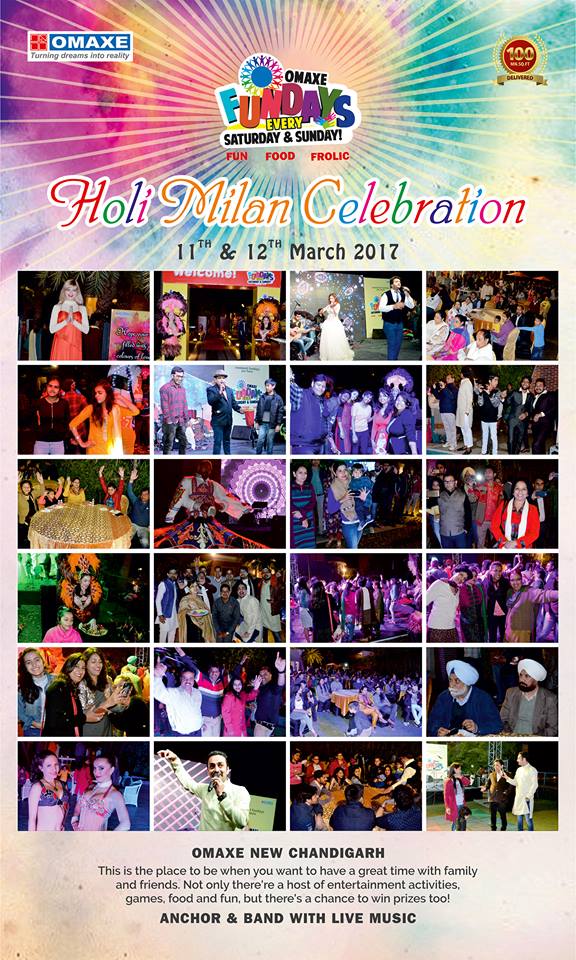 OMAXE
Turning dreams into reality
100
MN.SQ.FT
DELIVERED
OMAXE
FUNDAYS
EVERY
SATURDAY & SUNDAY!
FUN FOOD FROLIC
Holi Milan Celebration
11TH & 12TH March 2017
Welcome!
OMAXE NEW CHANDIGARH
This is the place to be when you want to have a great time with family
and friends. Not only there're a host of entertainment activities,
games, food and fun, but there's a chance to win prizes too!
ANCHOR & BAND WITH LIVE MUSIC